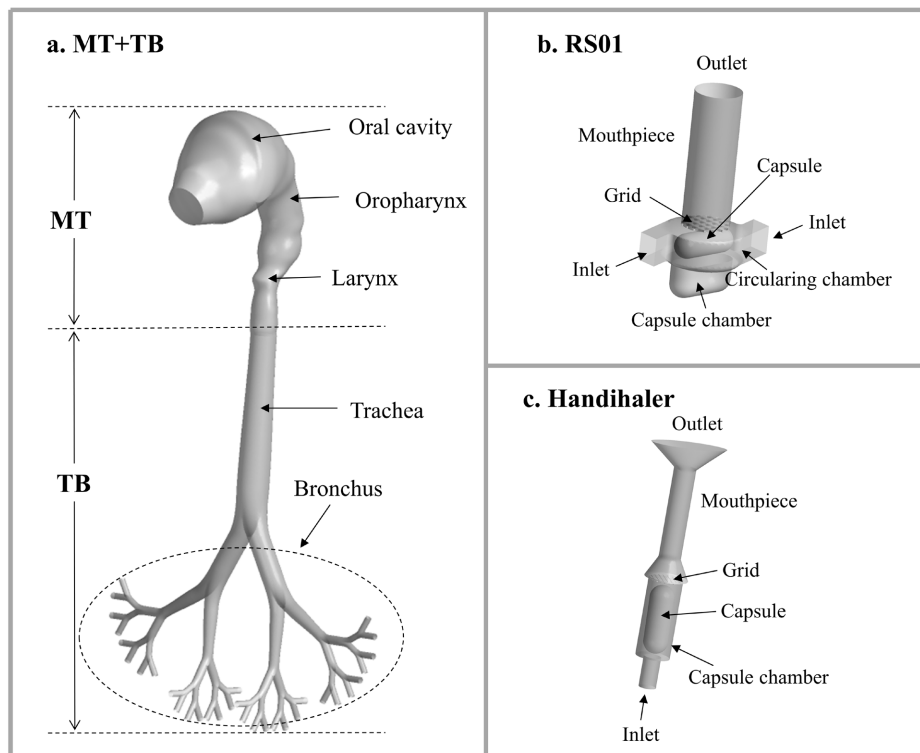 a. MT+TB
Oral cavity
Oropharynx
MT
Larynx
Trachea
TB
Bronchus
b. RS01
Outlet
Mouthpiece
Capsule
Grid
Inlet
Inlet
Circularing chamber
Capsule chamber
c. Handihaler
Outlet
Mouthpiece
Grid
Capsule
Capsule chamber
Inlet